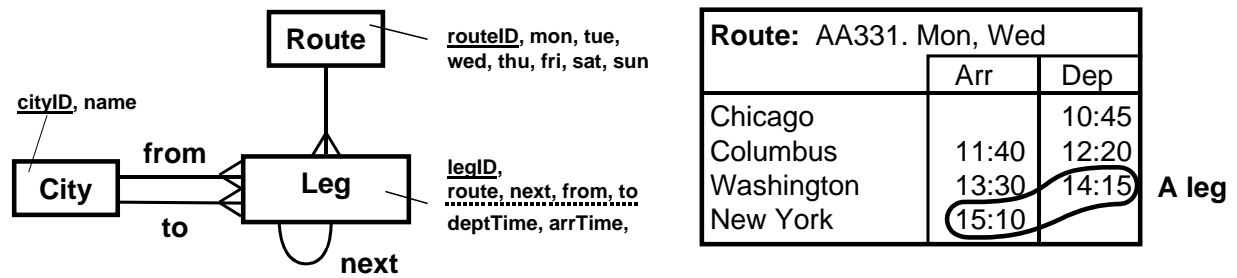 Route
routeID, mon, tue,
wed, thu, fri, sat, sun
cityID, name
from
City
to
Leg
next
legID,
route, next, from, to
deptTime, arrTime,
Route: AA331. Mon, Wed
Arr Dep
Chicago 10:45
Columbus 11:40 12:20
Washington 13:30 14:15
New York 15:10
A leg